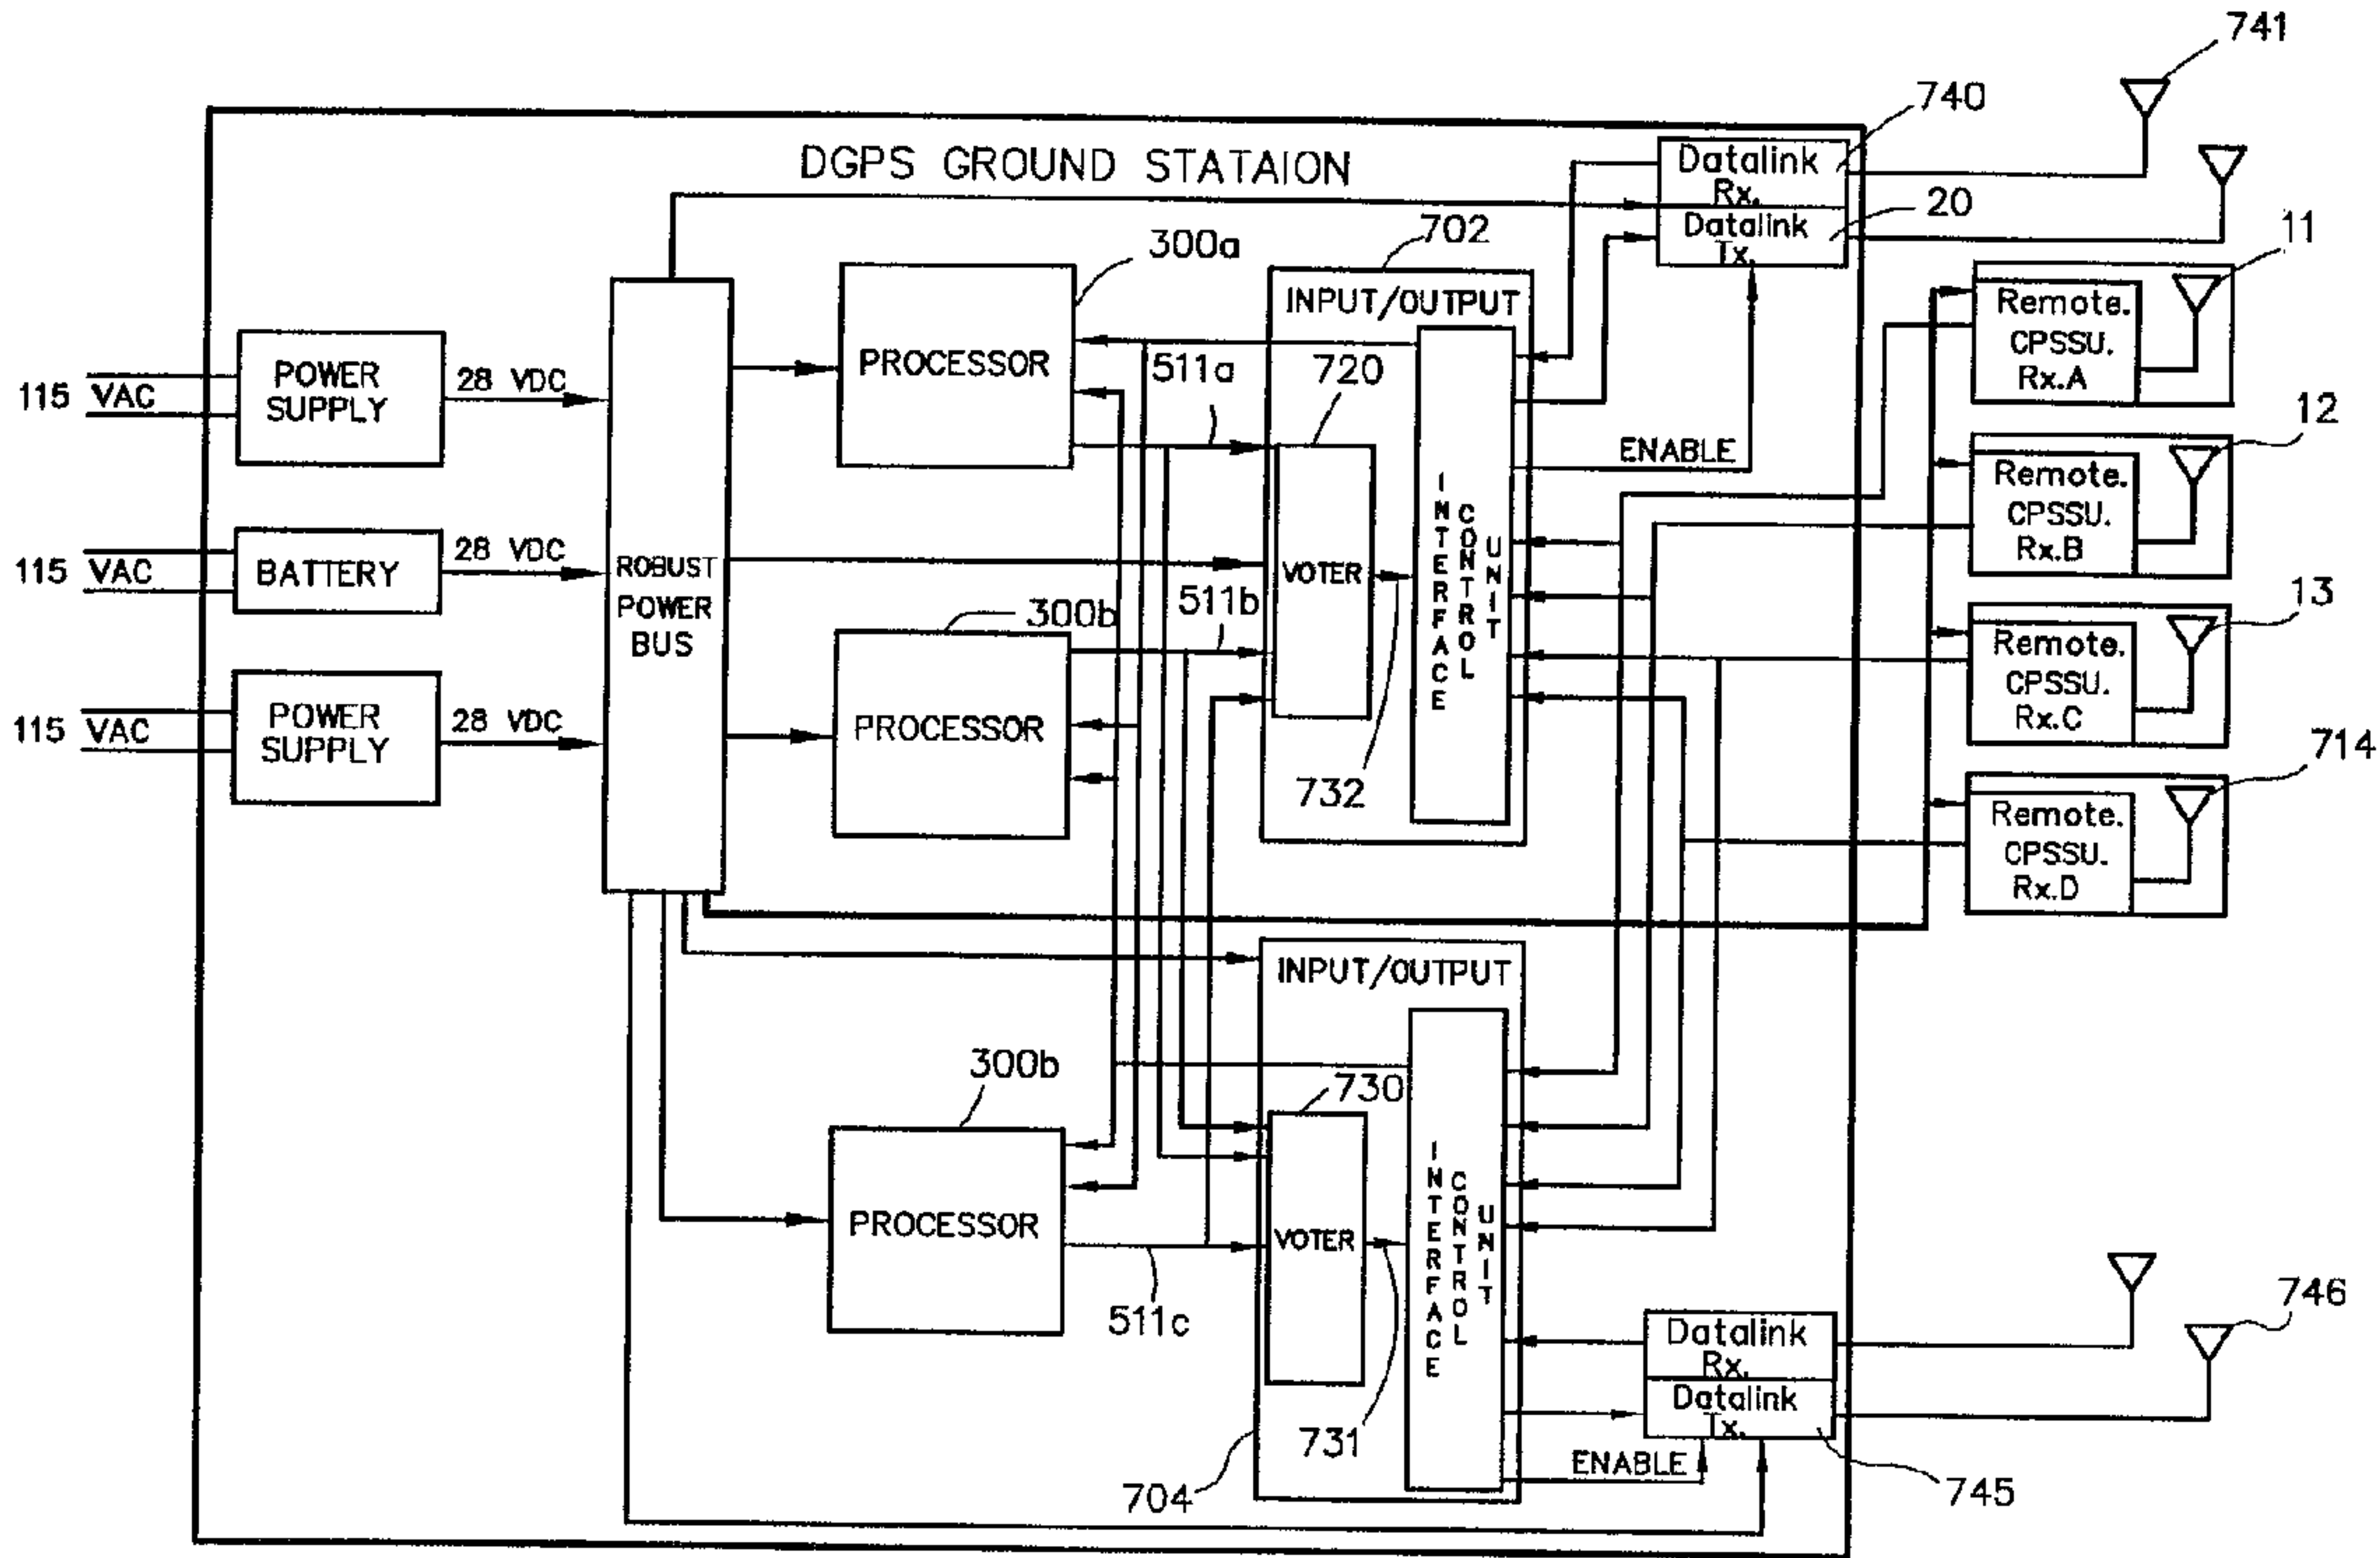 741
740
DGPS GROUND STATAION
Datalink
Rx.
20
Datalink
Tx.
702
11
300a
INPUT/OUTPUT
Remote.
CPSSU.
Rx.A
POWER
SUPPLY
28 VDC
115 VAC
PROCESSOR
511a
720
12
ENABLE
Remote.
CPSSU.
Rx.B
INTERFACE
CONTROL
UNIT
BATTERY
28 VDC
115 VAC
ROBUST
POWER
BUS
VOTER
511b
300b
13
Remote.
CPSSU.
Rx.C
POWER
SUPPLY
28 VDC
115 VAC
PROCESSOR
732
714
Remote.
CPSSU.
Rx.D
INPUT/OUTPUT
300b
730
INTERFACE
CONTROL
UNIT
PROCESSOR
VOTER
511c
746
Datalink
Rx.
Datalink
Tx.
731
ENABLE
704
745